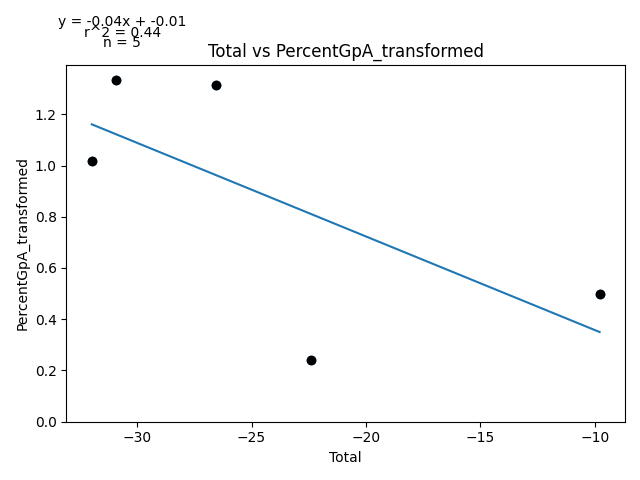 y = -0.04x + -0.01
r^2 = 0.44
n = 5
Total vs PercentGpA_transformed
PercentGpA_transformed
1.2
1.0
0.8
0.6
0.4
0.2
0.0
−30
−25
−20
−15
−10
Total